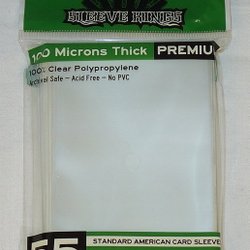 SLEEVE KINGS
100 Microns Thick PREMIU
100% Clear Polypropylene
Archival Safe – Acid Free – No PVC
55
STANDARD AMERICAN CARD SLEEVE